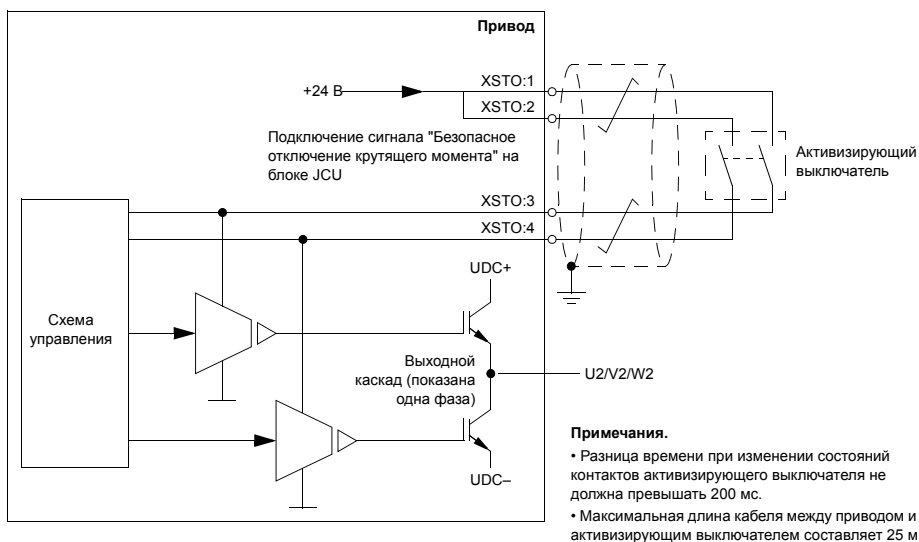 Привод
XSTO:1
+24 В
XSTO:2
Подключение сигнала "Безопасное
отключение крутящего момента" на
блоке JCU
Активизирующий
выключатель
XSTO:3
XSTO:4
UDC+
Схема
управления
Выходной
каскад (показана
одна фаза)
U2/V2/W2
UDC–
Примечания.
• Разница времени при изменении состояний
контактов активизирующего выключателя не
должна превышать 200 мс.
• Максимальная длина кабеля между приводом и
активизирующим выключателем составляет 25 м